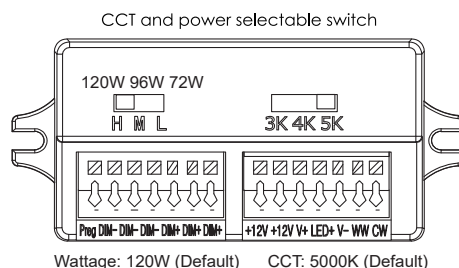 CCT and power selectable switch
120W 96W 72W
H M L
3K 4K 5K
Preg DIM- DIM- DIM- DIM+ DIM+ DIM+
+12V +12V V+ LED+ V- WW CW
Wattage: 120W (Default) CCT: 5000K (Default)